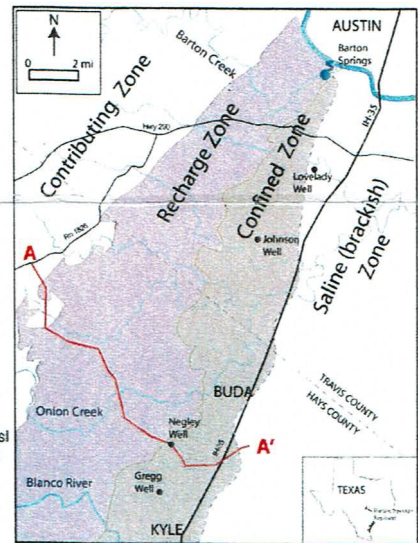 N
0 2 mi
AUSTIN
Barton Springs
Barton Creek
Contributing Zone
Hwy 290
Recharge Zone
Confined Zone
IH-35
Lovelady Well
Saline (brackish) Zone
Johnson Well
A
TRAVIS COUNTY
HAYS COUNTY
BUDA
Onion Creek
Negley Well
sl
A'
Blanco River
Gregg Well
TEXAS
KYLE